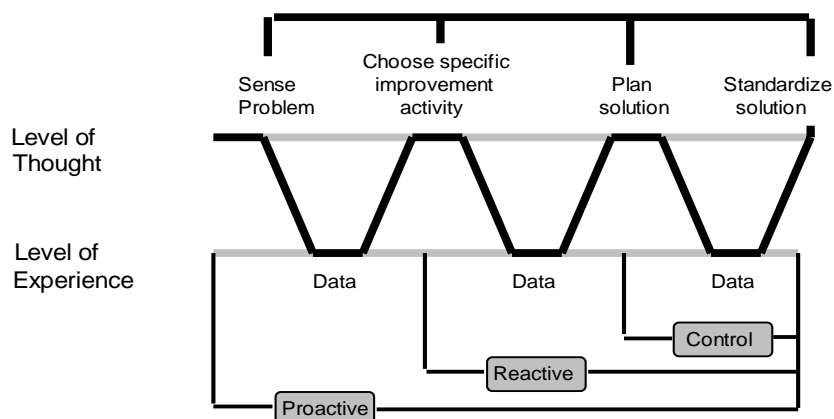 Choose specific
improvement
activity
Sense
Problem
Plan
solution
Standardize
solution
Level of
Thought
Level of
Experience
Data
Data
Data
Control
Reactive
Proactive